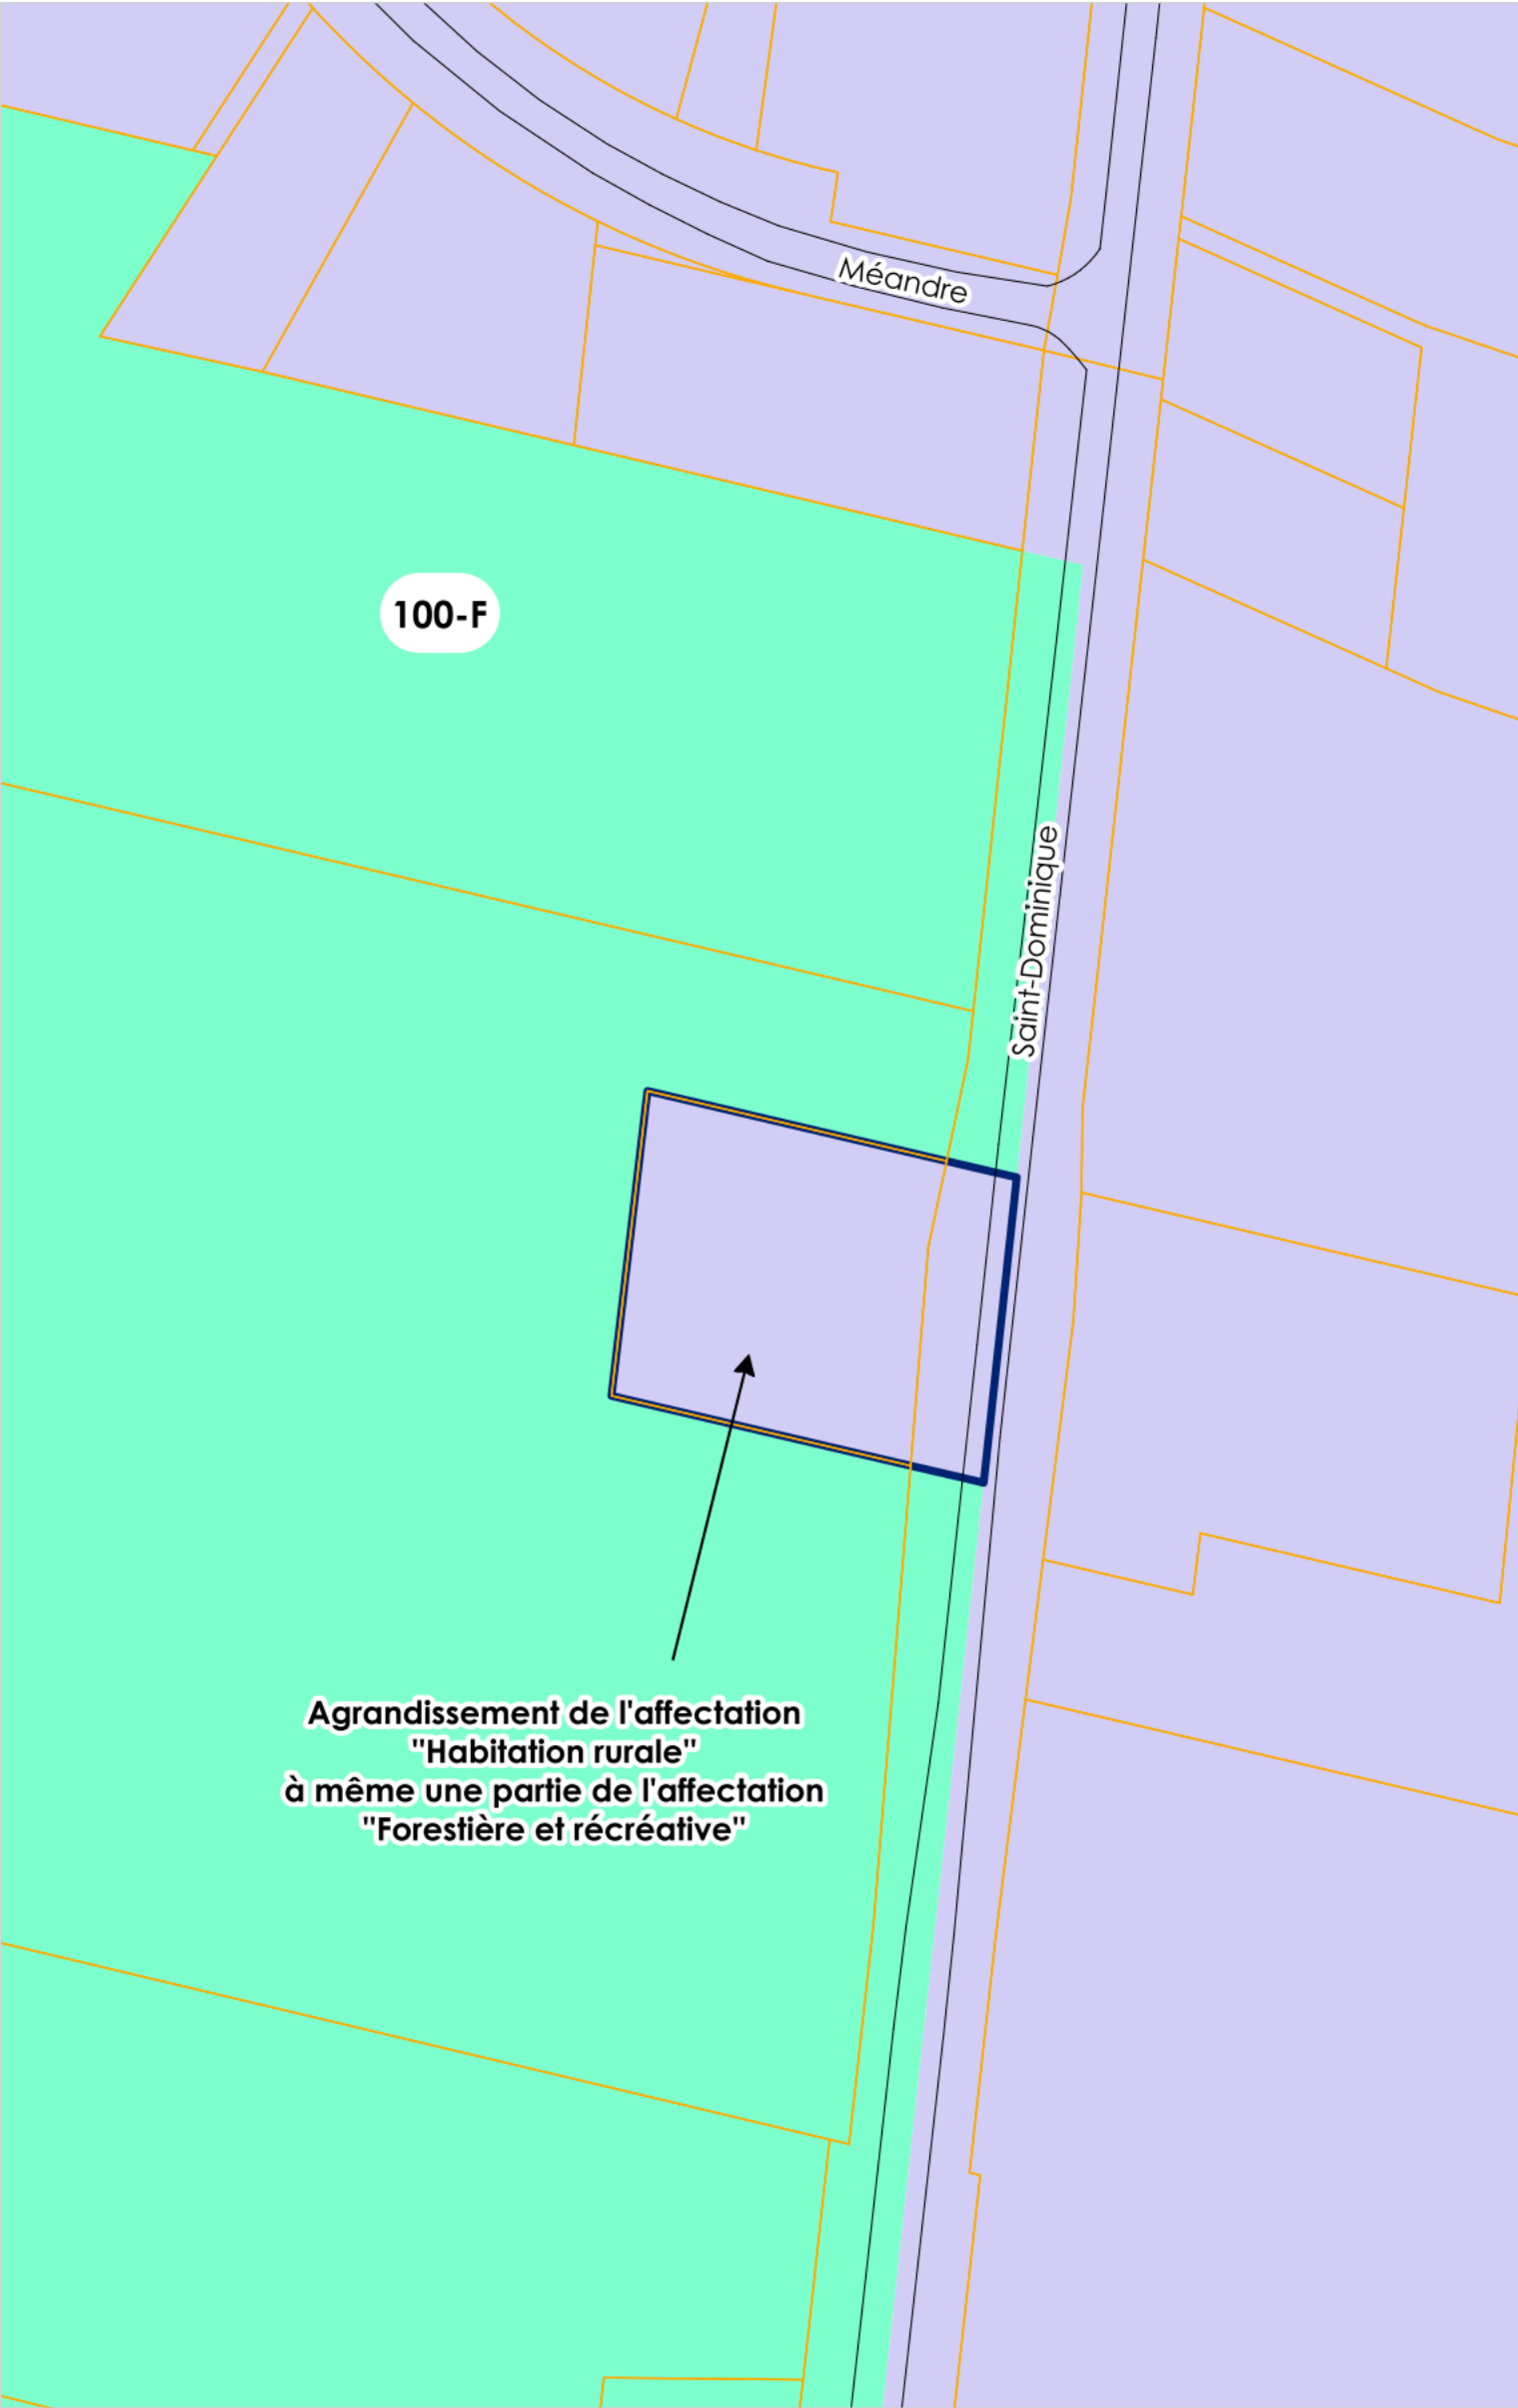 Méandre
100-F
Saint-Dominique
Agrandissement de l'affectation
"Habitation rurale"
à même une partie de l'affectation
"Forestière et récréative"